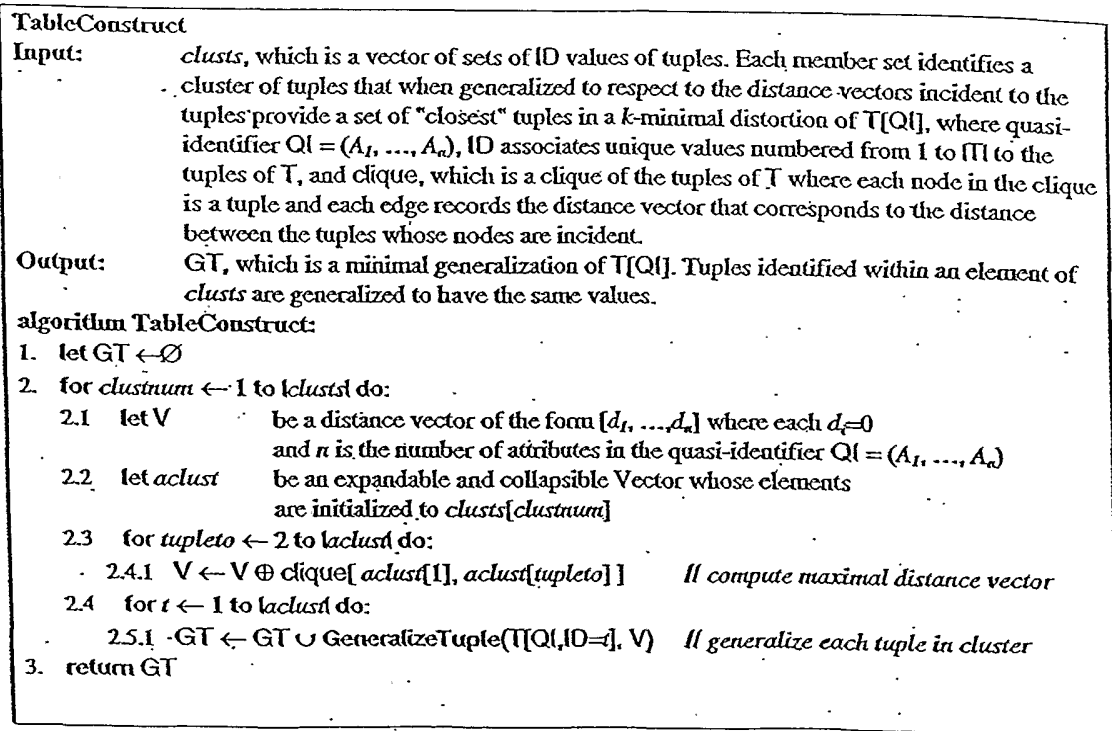 TableConstruct
Input: clusts, which is a vector of sets of ID values of tuples. Each member set identifies a
cluster of tuples that when generalized to respect to the distance vectors incident to the
tuples provide a set of "closest" tuples in a k-minimal distortion of T[QI], where quasi-
identifier QI = (A₁, ..., Aₙ), ID associates unique values numbered from 1 to |T| to the
tuples of T, and clique, which is a clique of the tuples of T where each node in the clique
is a tuple and each edge records the distance vector that corresponds to the distance
between the tuples whose nodes are incident.
Output: GT, which is a minimal generalization of T[QI]. Tuples identified within an element of
clusts are generalized to have the same values.
algorithm TableConstruct:
1. let GT ←∅
2. for clustnum ← 1 to |clusts| do:
2.1 let V be a distance vector of the form [d₁, ...,dₙ] where each dᵢ=0
and n is the number of attributes in the quasi-identifier QI = (A₁, ..., Aₙ)
2.2 let aclust be an expandable and collapsible Vector whose elements
are initialized to clusts[clustnum]
2.3 for tupleto ← 2 to |aclust| do:
2.4.1 V ← V ⊕ clique[ aclust[1], aclust[tupleto] ] // compute maximal distance vector
2.4 for t ← 1 to |aclust| do:
2.5.1 GT ← GT ∪ GeneralizeTuple(T[QI,ID=t], V) // generalize each tuple in cluster
3. return GT